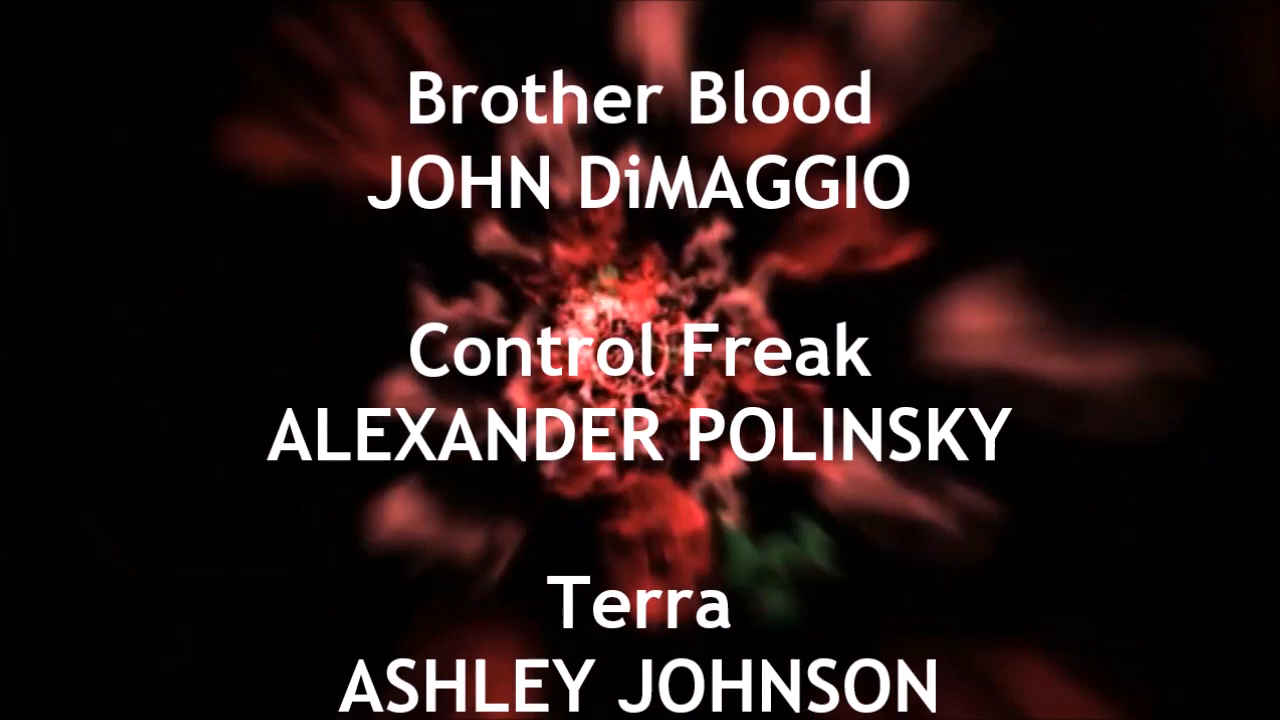 Brother Blood
JOHN DiMAGGIO
Control Freak
ALEXANDER POLINSKY
Terra
ASHLEY JOHNSON